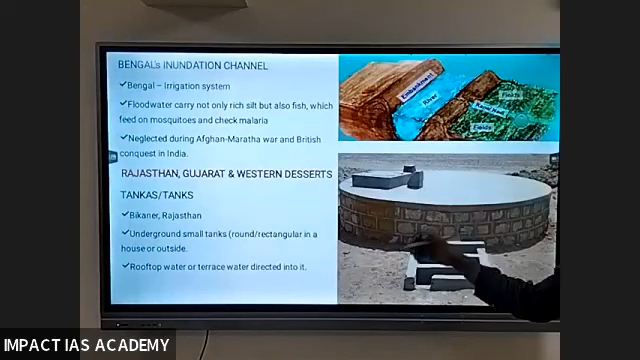 BENGAL's INUNDATION CHANNEL
✓Bengal – Irrigation system
✓Floodwater carry not only rich silt but also fish, which
feed on mosquitoes and check malaria
✓Neglected during Afghan-Maratha war and British
conquest in India.
RAJASTHAN, GUJARAT & WESTERN DESSERTS
TANKAS/TANKS
✓Bikaner, Rajasthan
✓Underground small tanks (round/rectangular in a
house or outside.
✓Rooftop water or terrace water directed into it.
Embankment
River
Fields
Fields
IMPACT IAS ACADEMY